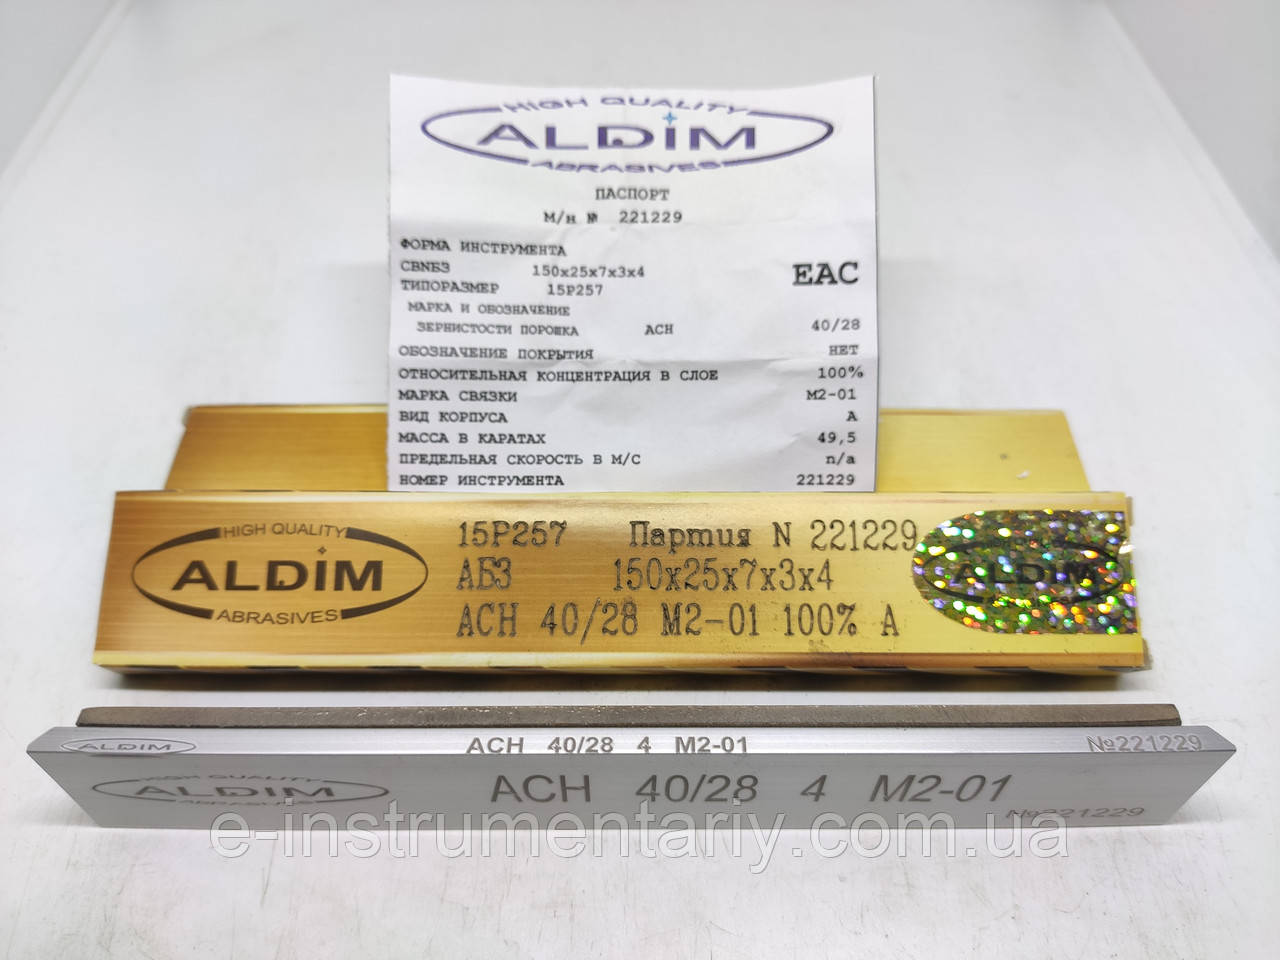 HIGH QUALITY
ALDIM
ABRASIVES
ПАСПОРТ
М/н № 221229
ФОРМА ИНСТРУМЕНТА
CBNБЗ 150x25x7x3x4
ТИПОРАЗМЕР 15P257
EAC
МАРКА И ОБОЗНАЧЕНИЕ
ЗЕРНИСТОСТИ ПОРОШКА АСН 40/28
ОБОЗНАЧЕНИЕ ПОКРЫТИЯ НЕТ
ОТНОСИТЕЛЬНАЯ КОНЦЕНТРАЦИЯ В СЛОЕ 100%
МАРКА СВЯЗКИ М2-01
ВИД КОРПУСА А
МАССА В КАРАТАХ 49,5
ПРЕДЕЛЬНАЯ СКОРОСТЬ В М/С n/a
НОМЕР ИНСТРУМЕНТА 221229
HIGH QUALITY
ALDIM
ABRASIVES
15P257 Партия N 221229
АБЗ 150x25x7x3x4
АСН 40/28 М2-01 100% А
ALDIM
ALDIM
АСН 40/28 4 М2-01
№221229
HIGH QUALITY
ALDIM
ABRASIVES
АСН 40/28 4 М2-01
№221229
e-instrumentariy.com.ua